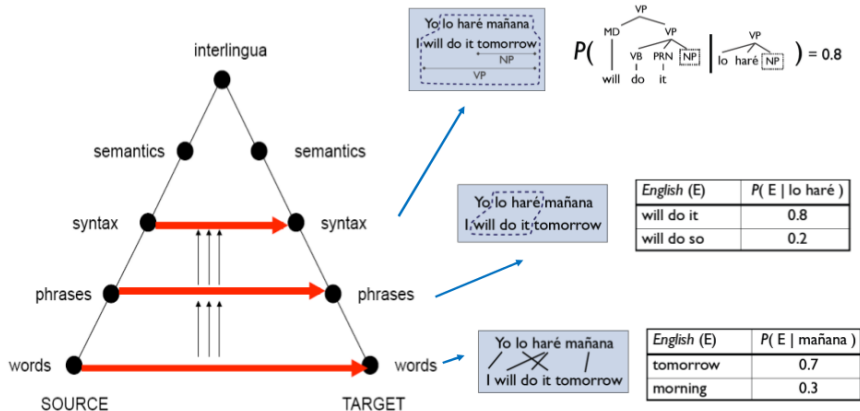 interlingua
semantics
semantics
syntax
syntax
phrases
phrases
words
words
SOURCE
TARGET
Yo lo haré mañana
I will do it tomorrow
NP
VP
VP
MD
VP
P(
VB
PRN
NP
will
do
it
lo
haré
NP
) = 0.8
Yo lo haré mañana
I will do it tomorrow
English (E)
P( E | lo haré )
will do it
0.8
will do so
0.2
Yo lo haré mañana
I will do it tomorrow
English (E)
P( E | mañana )
tomorrow
0.7
morning
0.3